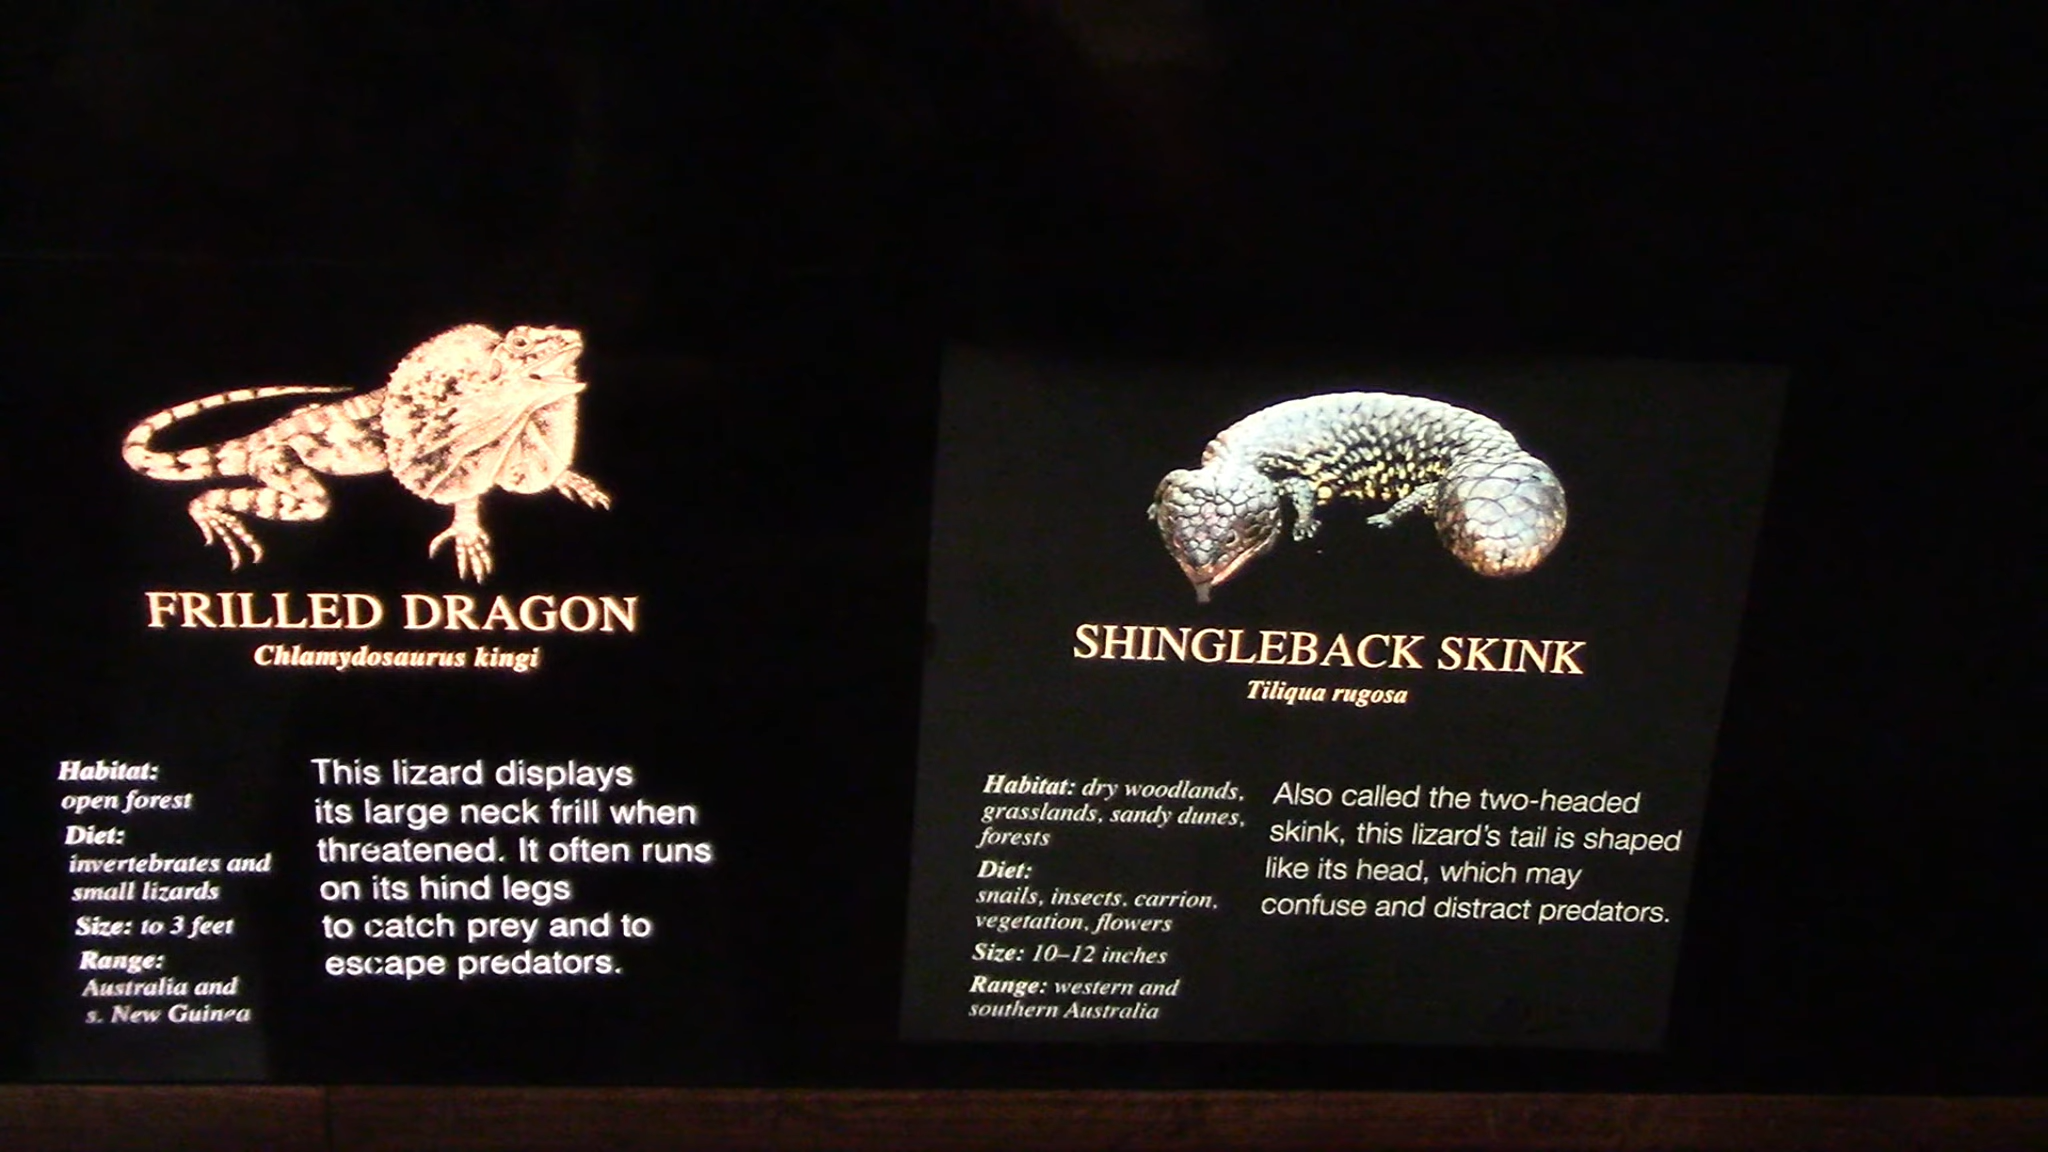 FRILLED DRAGON
Chlamydosaurus kingi
Habitat:
open forest
Diet:
invertebrates and
small lizards
Size: to 3 feet
Range:
Australia and
s. New Guinea
This lizard displays
its large neck frill when
threatened. It often runs
on its hind legs
to catch prey and to
escape predators.
SHINGLEBACK SKINK
Tiliqua rugosa
Habitat: dry woodlands,
grasslands, sandy dunes,
forests
Diet:
snails, insects, carrion,
vegetation, flowers
Size: 10–12 inches
Range: western and
southern Australia
Also called the two-headed
skink, this lizard's tail is shaped
like its head, which may
confuse and distract predators.